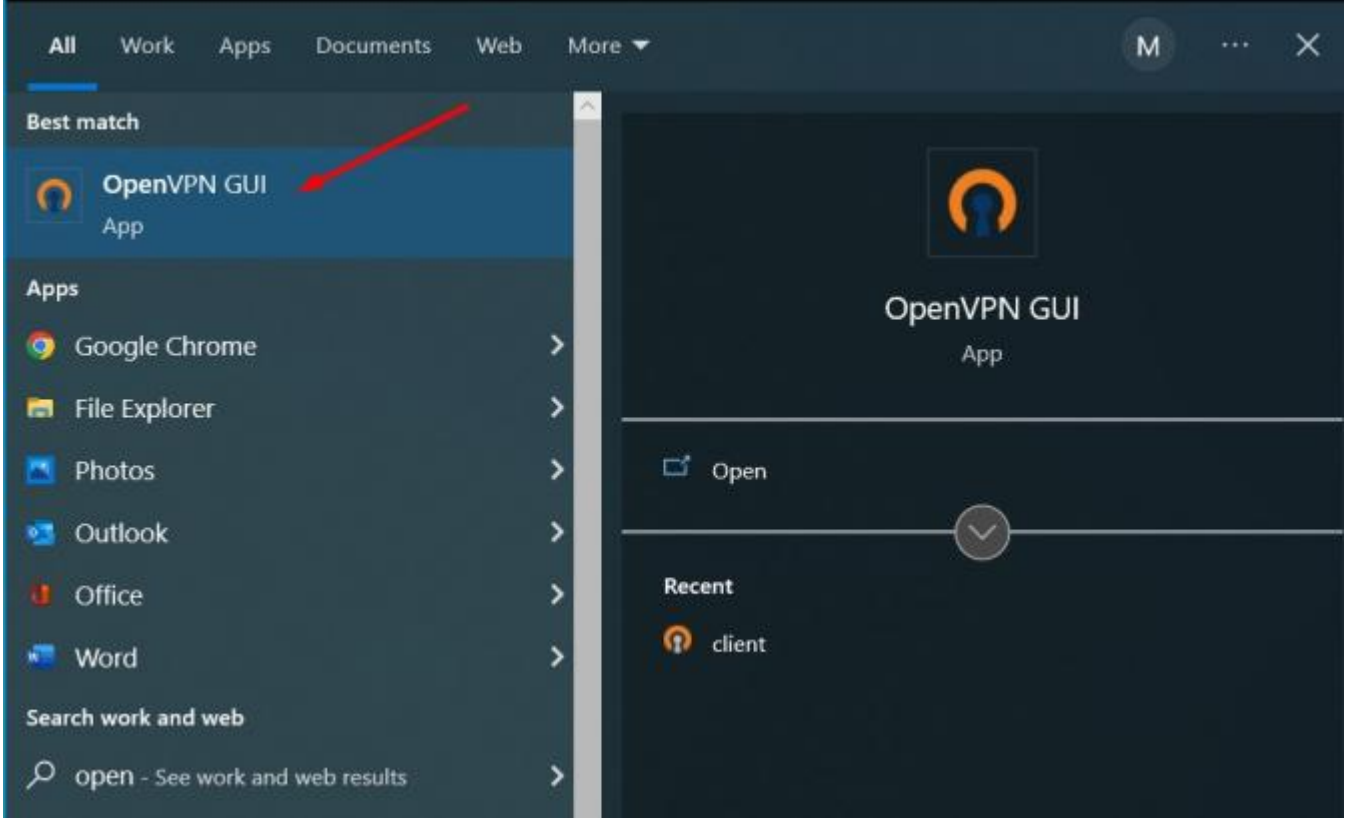 All Work Apps Documents Web More
M ...
Best match
OpenVPN GUI
App
Apps
Google Chrome
File Explorer
Photos
Outlook
Office
Word
Search work and web
open - See work and web results
OpenVPN GUI
App
Open
Recent
client